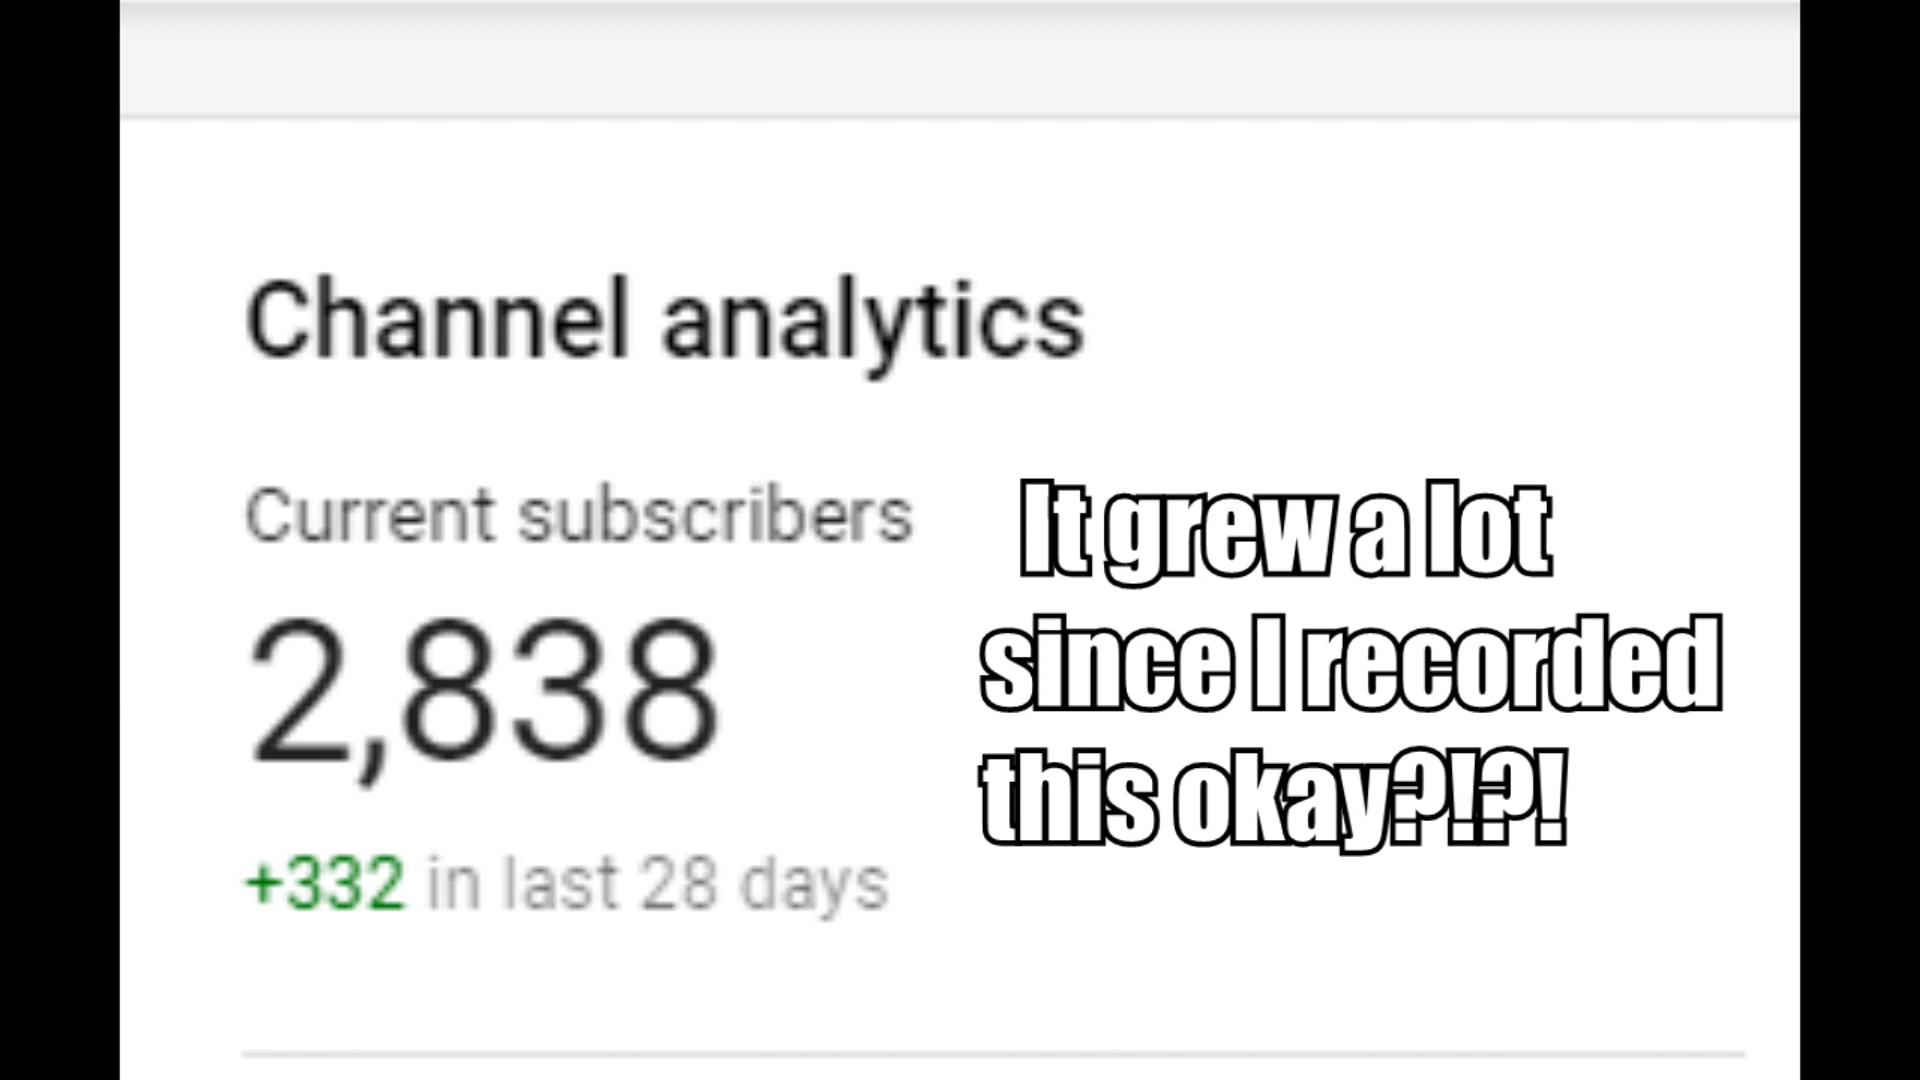 Channel analytics
Current subscribers
2,838
+332 in last 28 days
It grew a lot
since I recorded
this okay?!?!